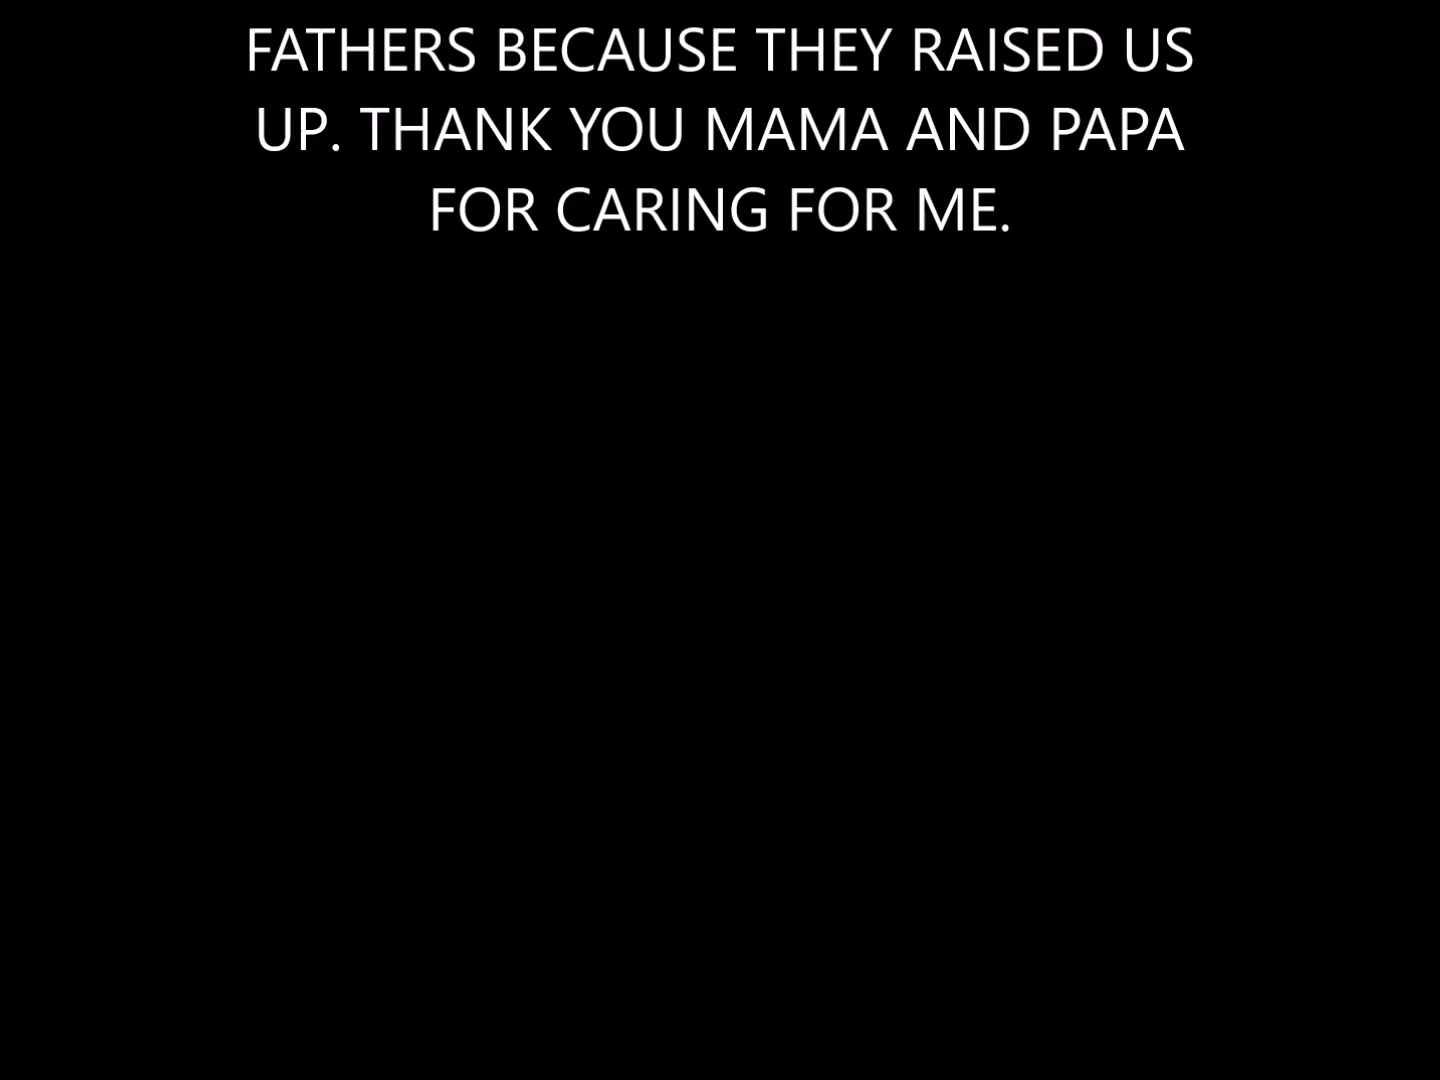 FATHERS BECAUSE THEY RAISED US
UP. THANK YOU MAMA AND PAPA
FOR CARING FOR ME.